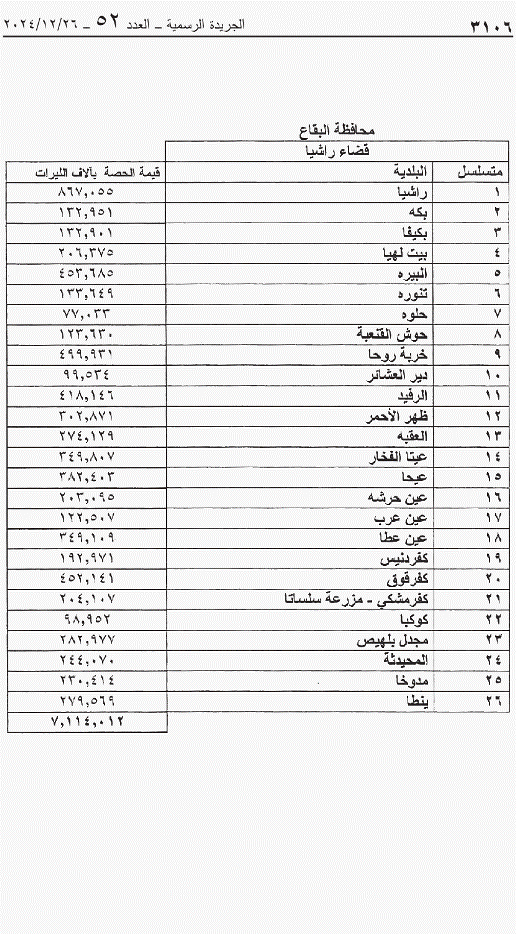 ٣١٠٦ الجريدة الرسمية ــ العدد ٥٢ ــ ٢٠٢٤/١٢/٢٦
محافظة البقاع
قضاء راشيا
متسلسل البلدية قيمة الحصة بآلاف الليرات
١ راشيا ٨٦٧,٠٥٥
٢ بكه ١٣٢,٩٥١
٣ بكيفا ١٣٢,٩٠١
٤ بيت لهيا ٢٠٦,٣٧٥
٥ البيره ٤٥٣,٦٨٥
٦ تنوره ١٣٣,٦٤٩
٧ حلوه ٧٧,٠٣٣
٨ حوش القنعبة ١٢٣,٦٣٠
٩ خربة روحا ٤٩٩,٩٣١
١٠ دير العشائر ٩٩,٥٣٤
١١ الرفيد ٤١٨,١٤٦
١٢ ظهر الأحمر ٣٠٢,٨٧١
١٣ العقبه ٢٧٤,١٢٩
١٤ عيتا الفخار ٣٤٩,٨٠٧
١٥ عيحا ٣٨٢,٤٠٣
١٦ عين حرشه ٢٠٣,٠٩٥
١٧ عين عرب ١٢٢,٥٠٧
١٨ عين عطا ٣٤٩,١٠٩
١٩ كفردنيس ١٩٢,٩٧١
٢٠ كفرقوق ٤٥٢,١٤١
٢١ كفرمشكي - مزرعة سلساتا ٢٠٤,١٠٧
٢٢ كوكبا ٩٨,٩٥٢
٢٣ مجدل بلهيص ٢٨٢,٩٧٧
٢٤ المحيدثة ٢٤٤,٠٧٠
٢٥ مدوخا ٢٣٠,٤١٤
٢٦ ينطا ٢٧٩,٥٦٩
٧,١١٤,٠١٢